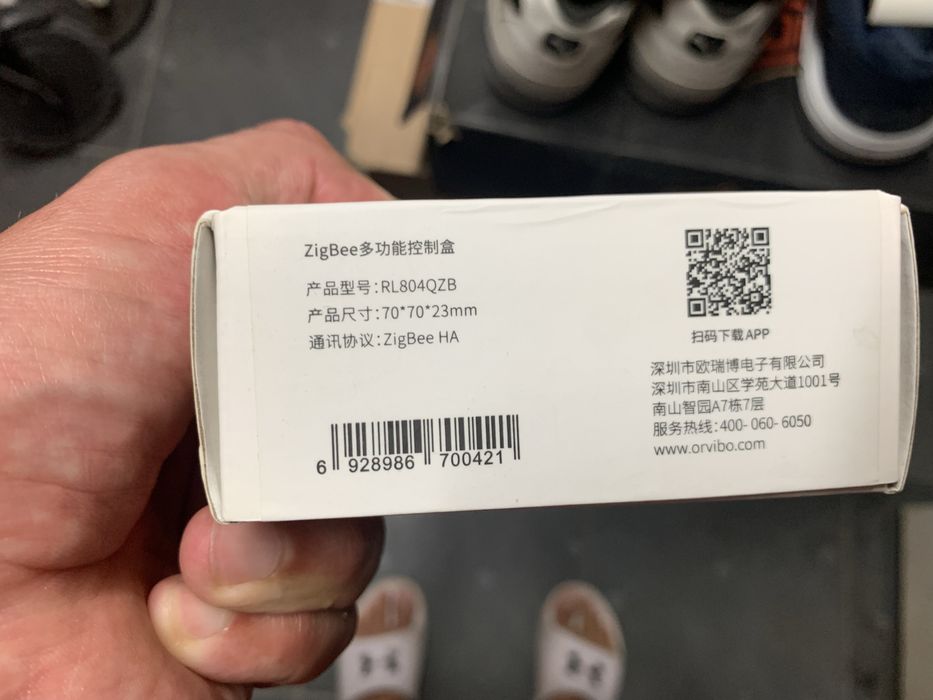 ZigBee多功能控制盒
产品型号:RL804QZB
产品尺寸:70*70*23mm
通讯协议:ZigBee HA
6 928986 700421
扫码下载APP
深圳市欧瑞博电子有限公司
深圳市南山区学苑大道1001号
南山智园A7栋7层
服务热线:400- 060- 6050
www.orvibo.com